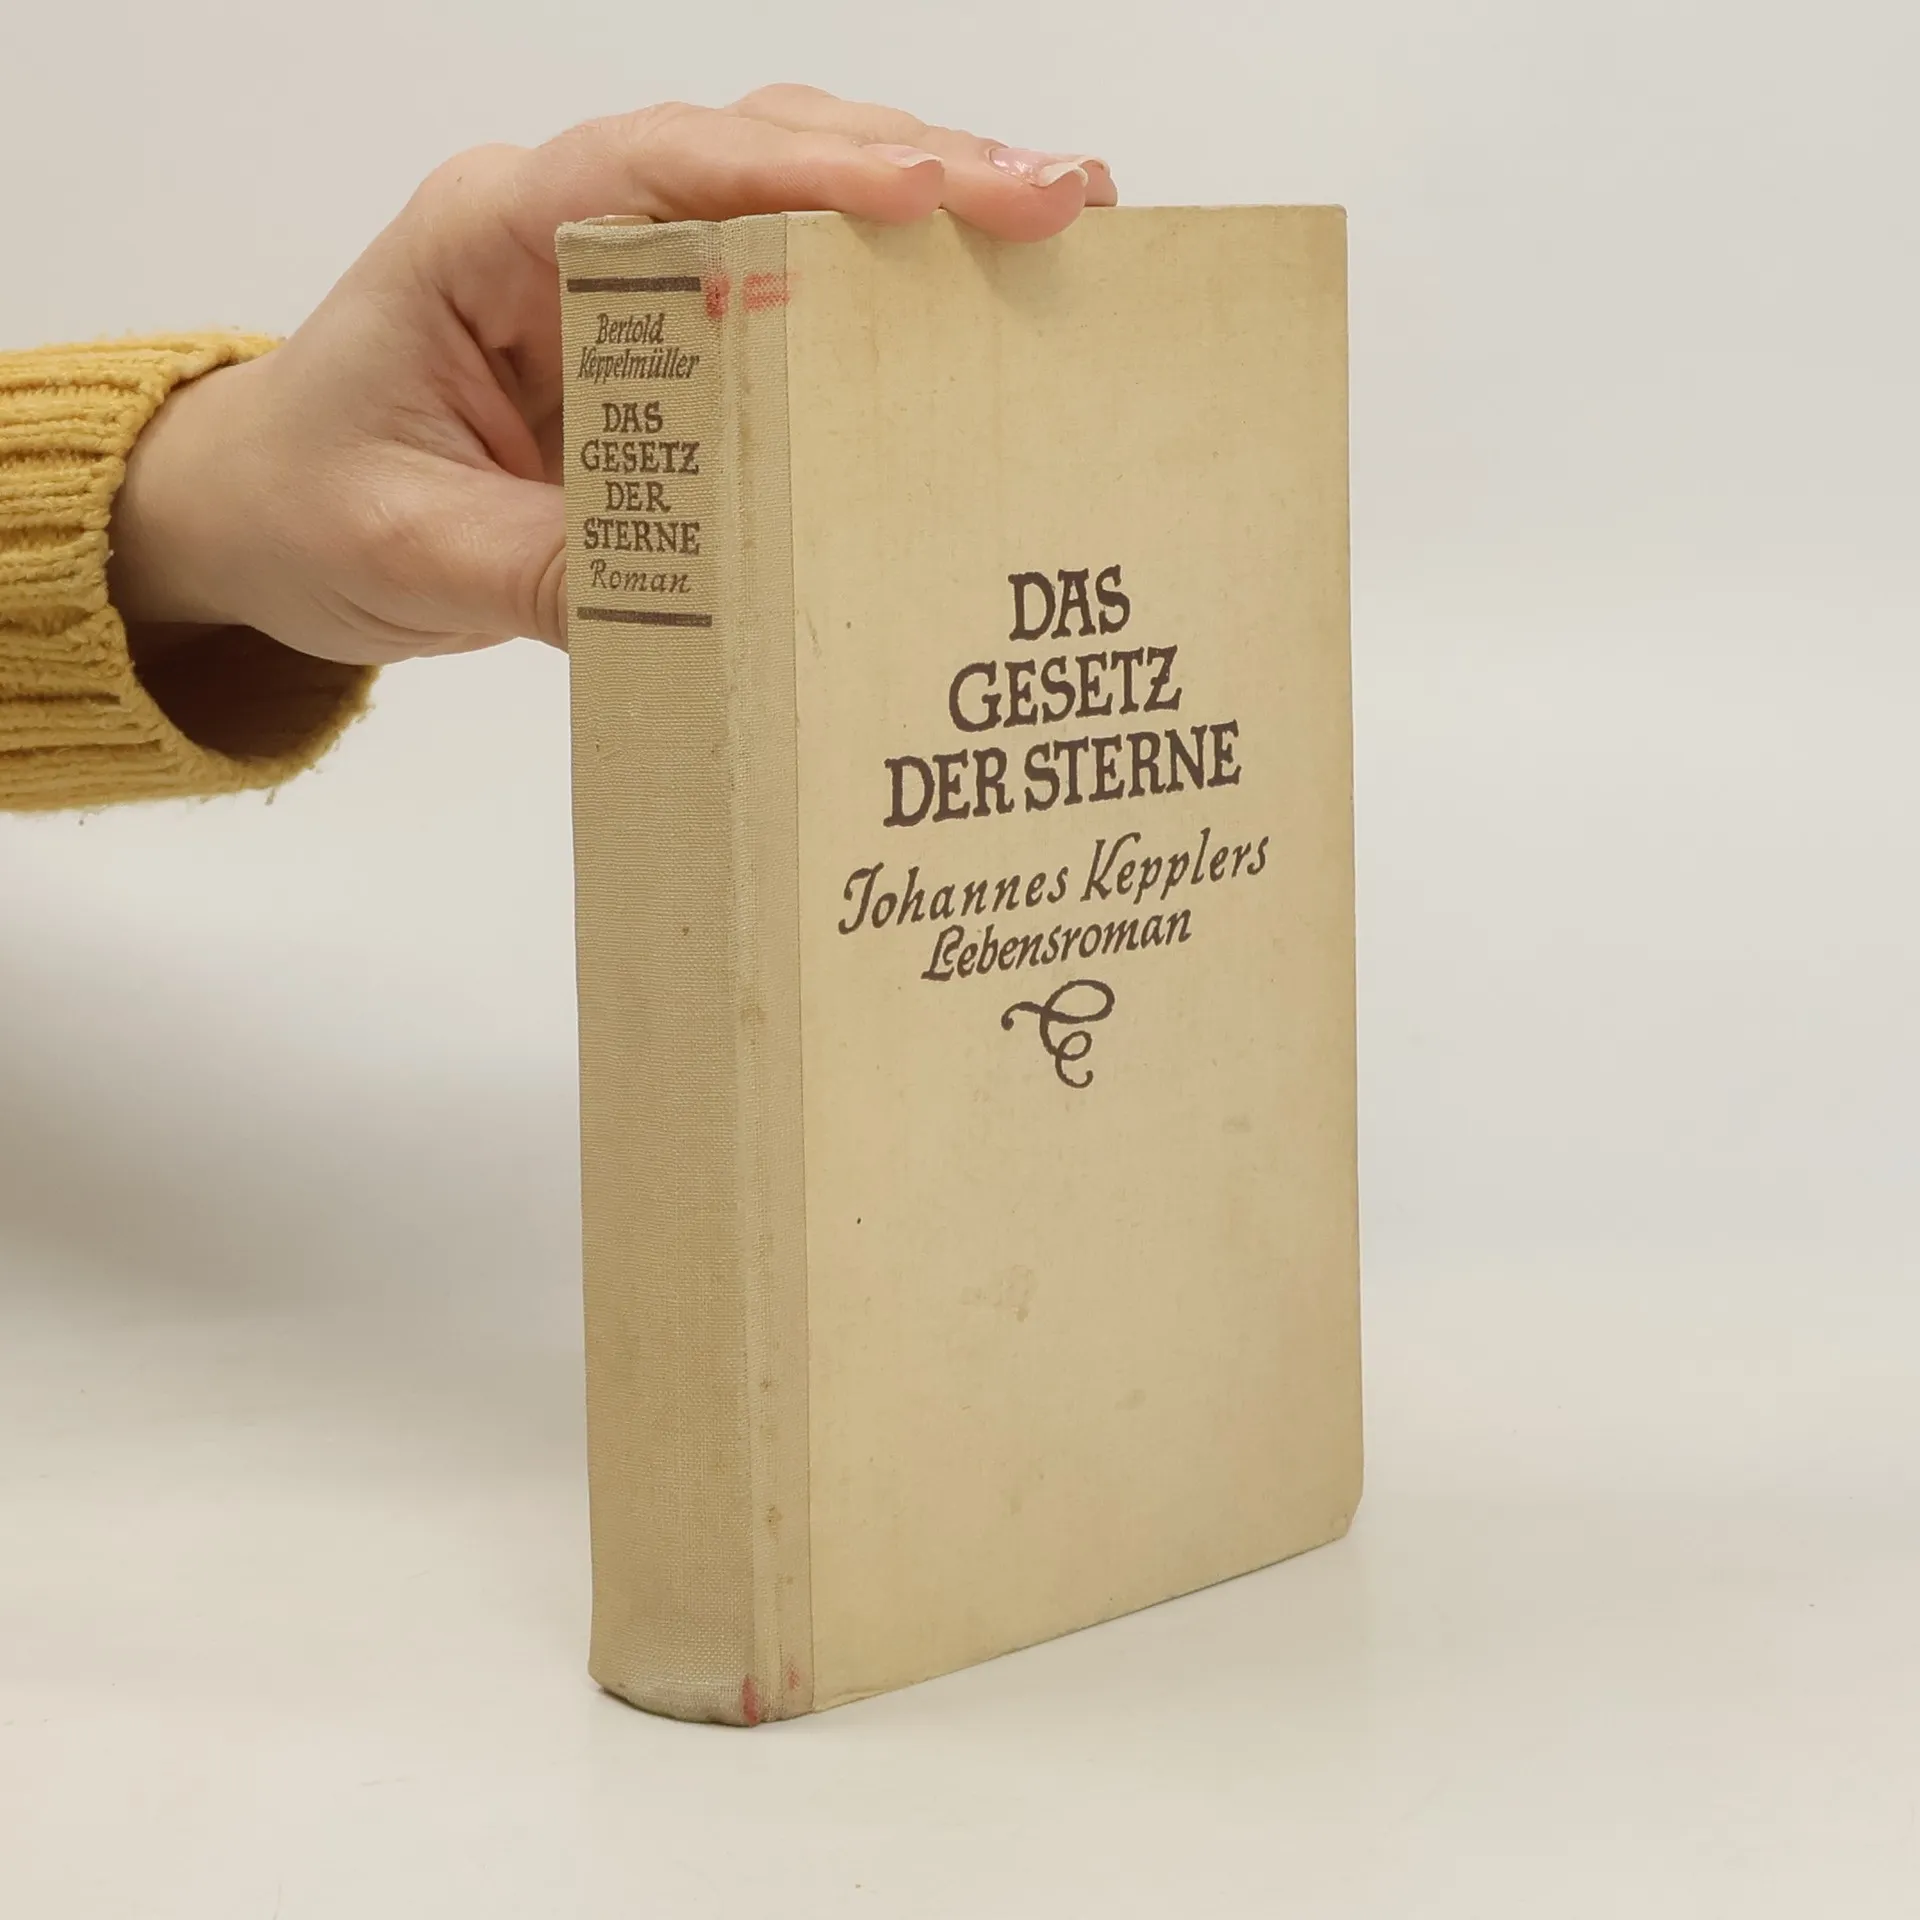 Bertold
Keppelmüller
DAS
GESETZ
DER
STERNE
Roman
DAS
GESETZ
DER STERNE
Johannes Kepplers
Lebensroman